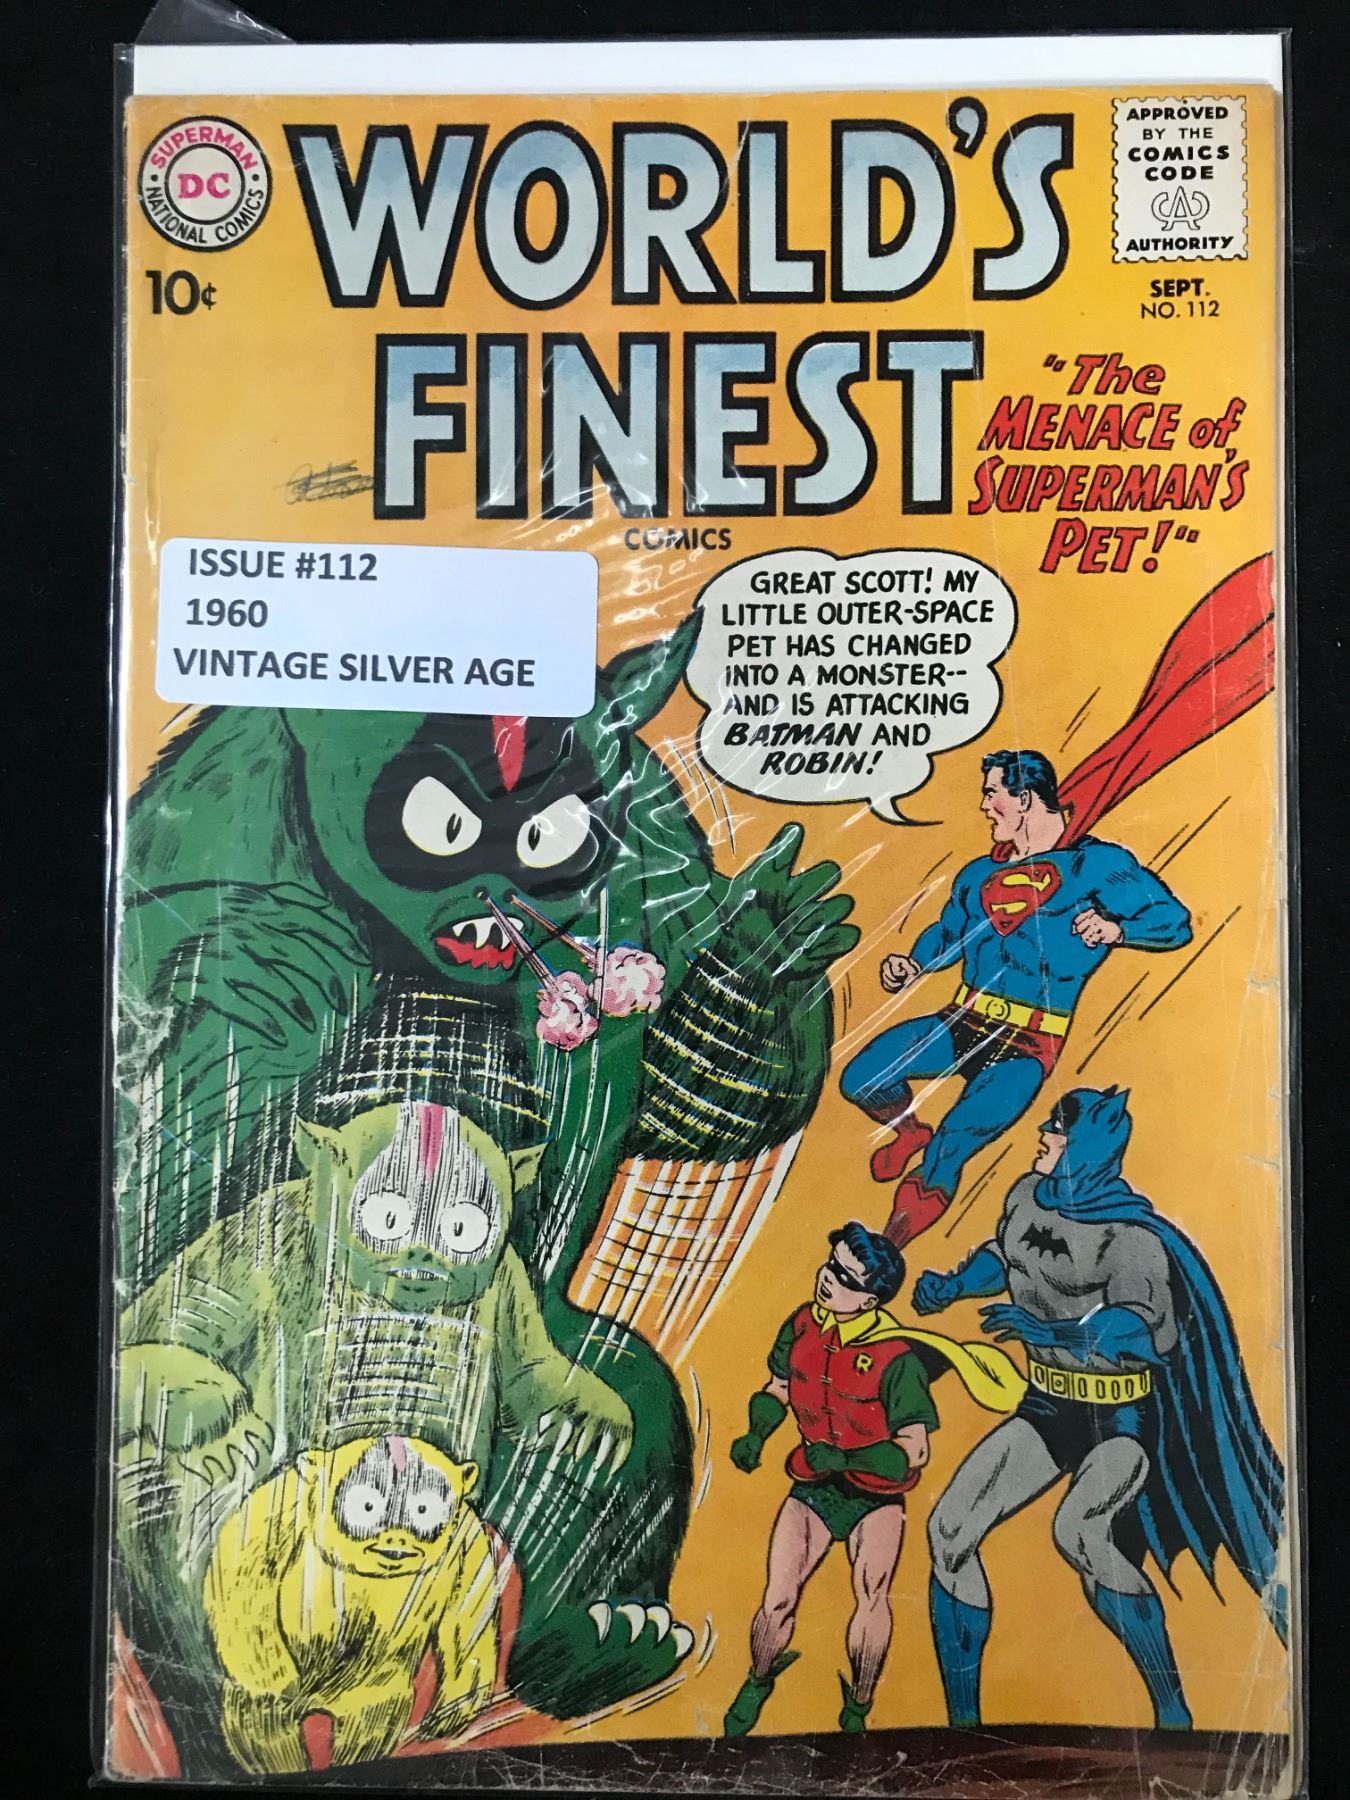 SUPERMAN
DC
NATIONAL COMICS
10¢
WORLD'S
FINEST
COMICS
APPROVED
BY THE
COMICS
CODE
CA
AUTHORITY
SEPT.
NO. 112
"The
MENACE of
SUPERMAN'S
PET!"
ISSUE #112
1960
VINTAGE SILVER AGE
GREAT SCOTT! MY
LITTLE OUTER-SPACE
PET HAS CHANGED
INTO A MONSTER--
AND IS ATTACKING
BATMAN AND
ROBIN!
S
R